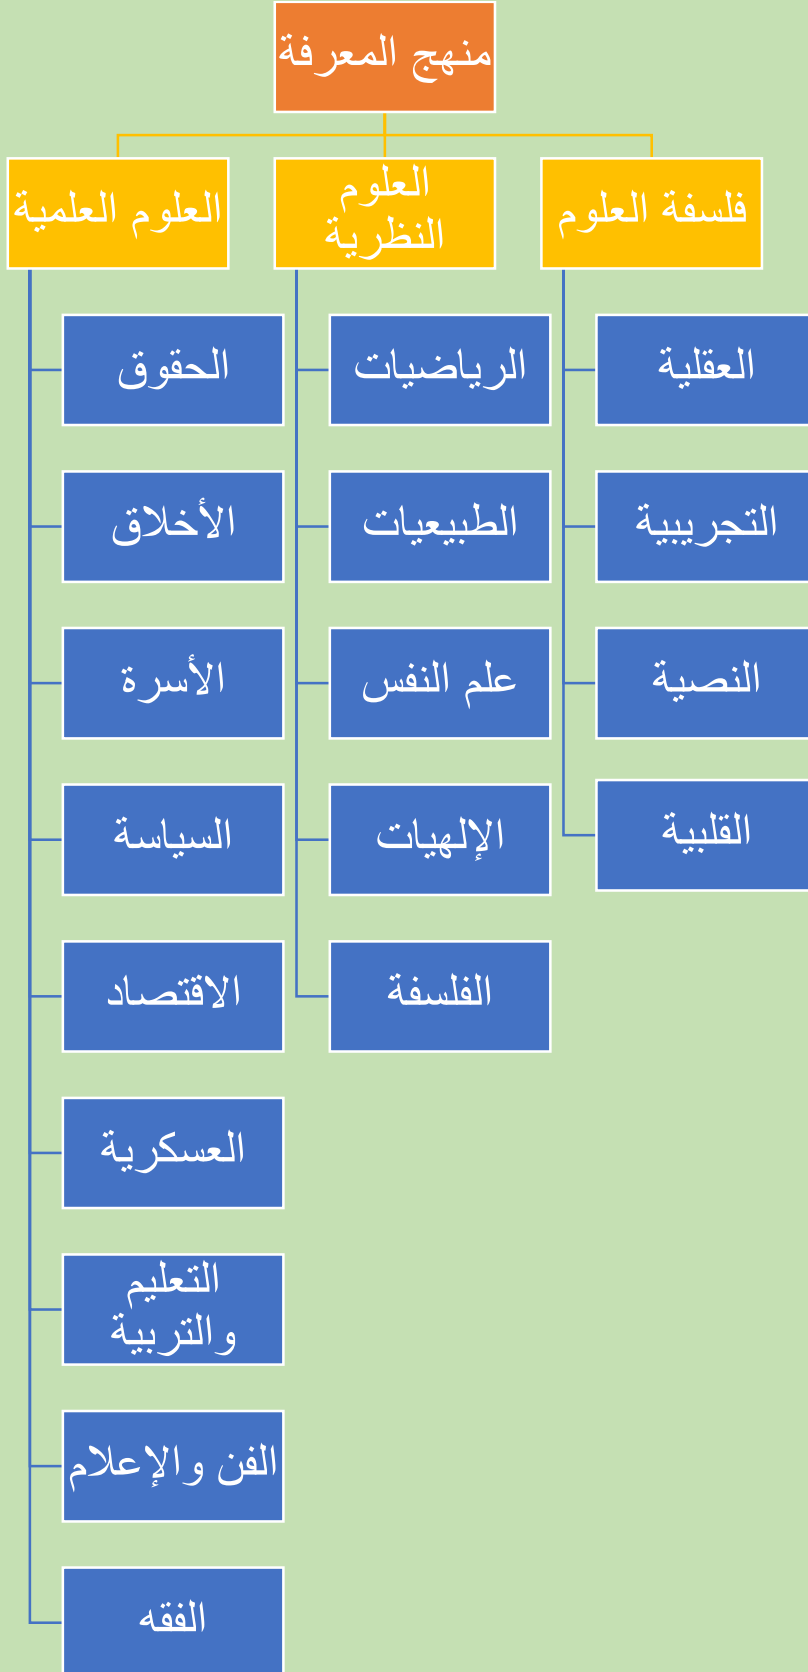 منهج المعرفة
فلسفة العلوم
العقلية
التجريبية
النصية
القلبية
العلوم
النظرية
الرياضيات
الطبيعيات
علم النفس
الإلهيات
الفلسفة
العلوم العلمية
الحقوق
الأخلاق
الأسرة
السياسة
الاقتصاد
العسكرية
التعليم
والتربية
الفن والإعلام
الفقه